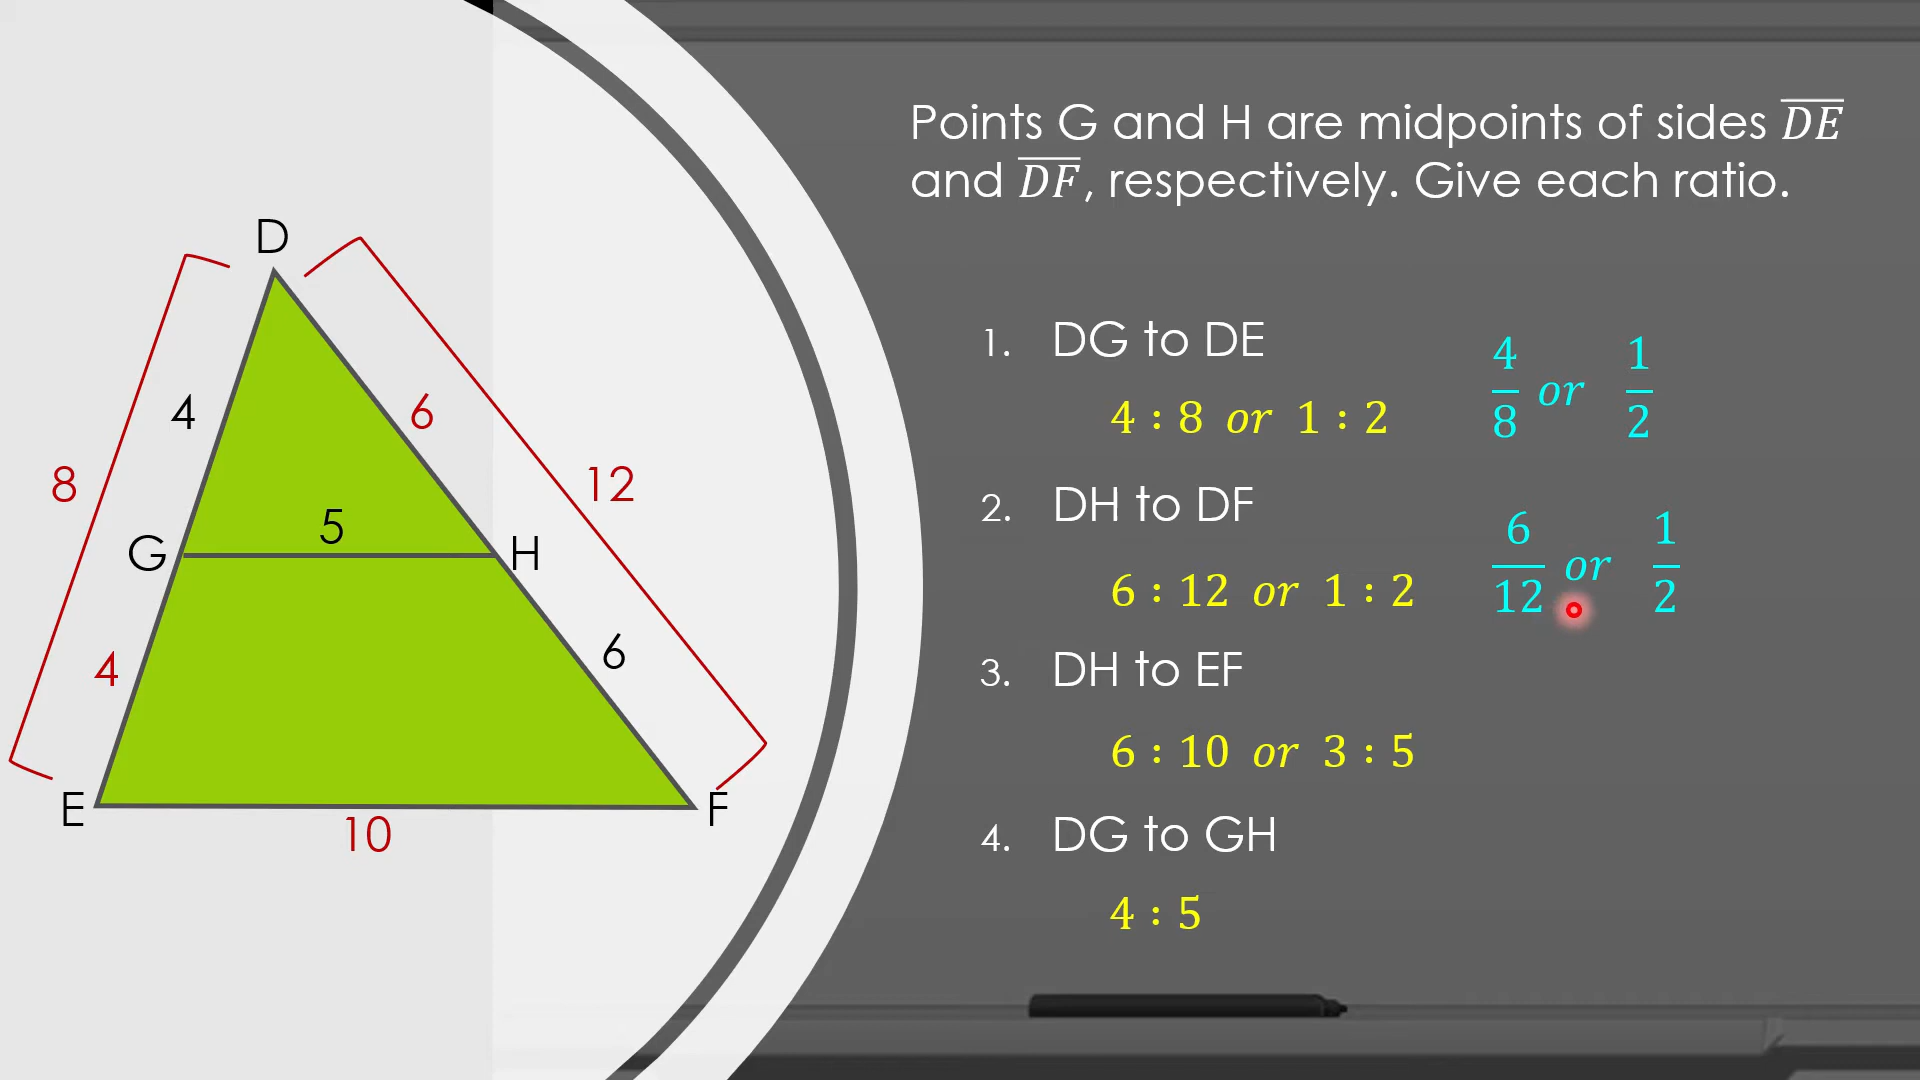 Points G and H are midpoints of sides DE
and DF, respectively. Give each ratio.
1. DG to DE
4 : 8 or 1 : 2
4/8 or 1/2
2. DH to DF
6 : 12 or 1 : 2
6/12 or 1/2
3. DH to EF
6 : 10 or 3 : 5
4. DG to GH
4 : 5
D
4
6
8
12
5
G
H
4
6
E
F
10